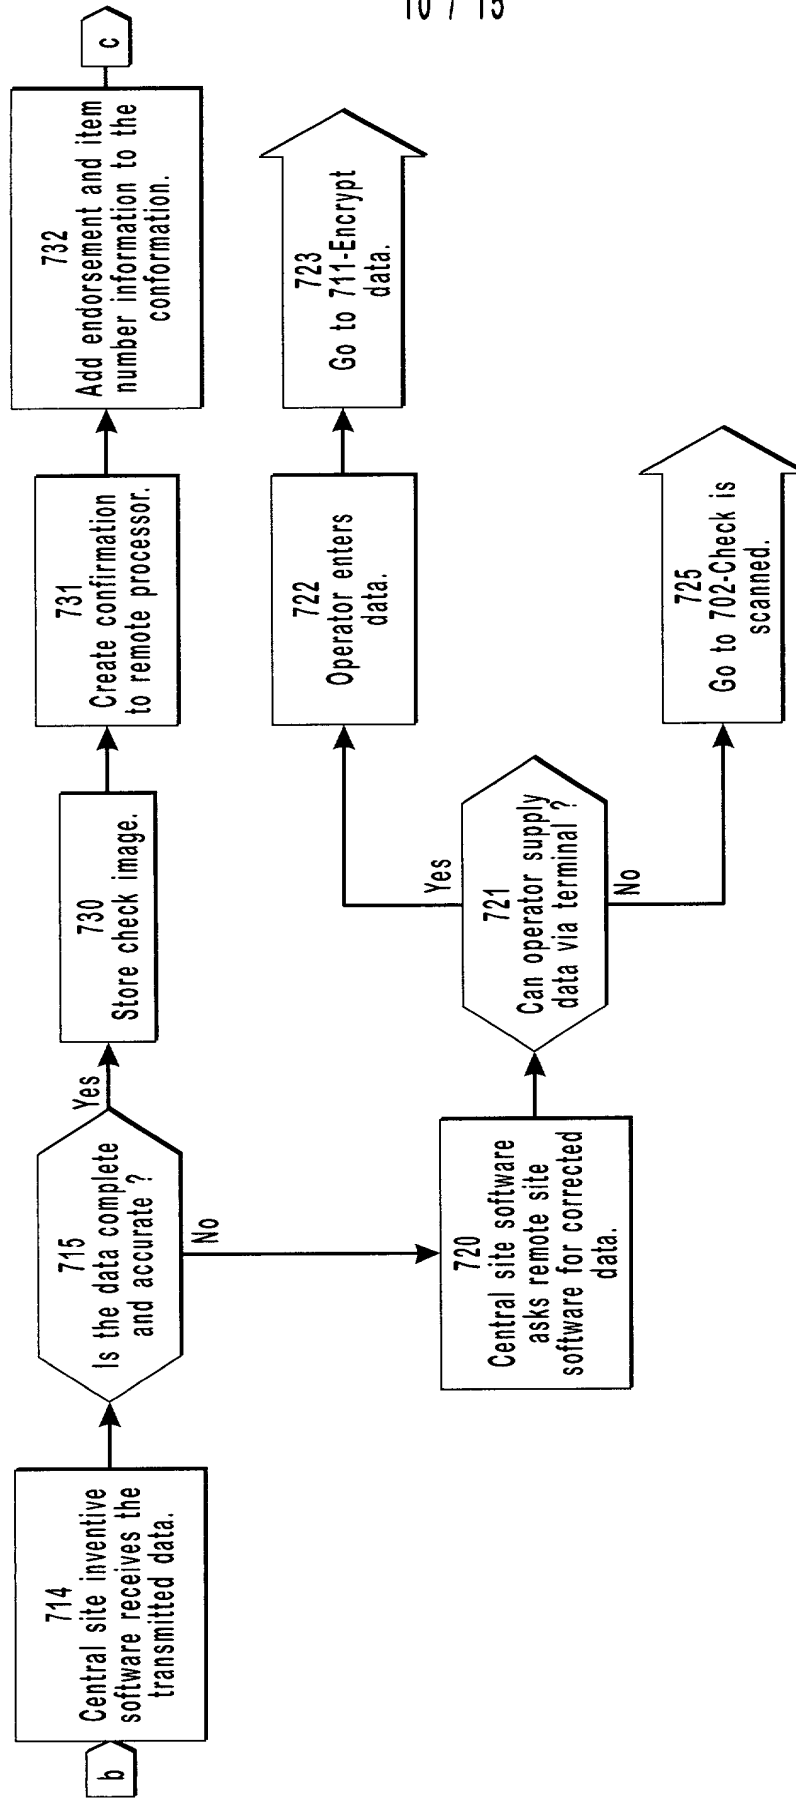 10 / 15
b
714
Central site inventive
software receives the
transmitted data.
715
Is the data complete
and accurate ?
Yes
No
730
Store check image.
731
Create confirmation
to remote processor.
732
Add endorsement and item
number information to the
conformation.
c
720
Central site software
asks remote site
software for corrected
data.
721
Can operator supply
data via terminal ?
Yes
No
722
Operator enters
data.
723
Go to 711-Encrypt
data.
725
Go to 702-Check is
scanned.